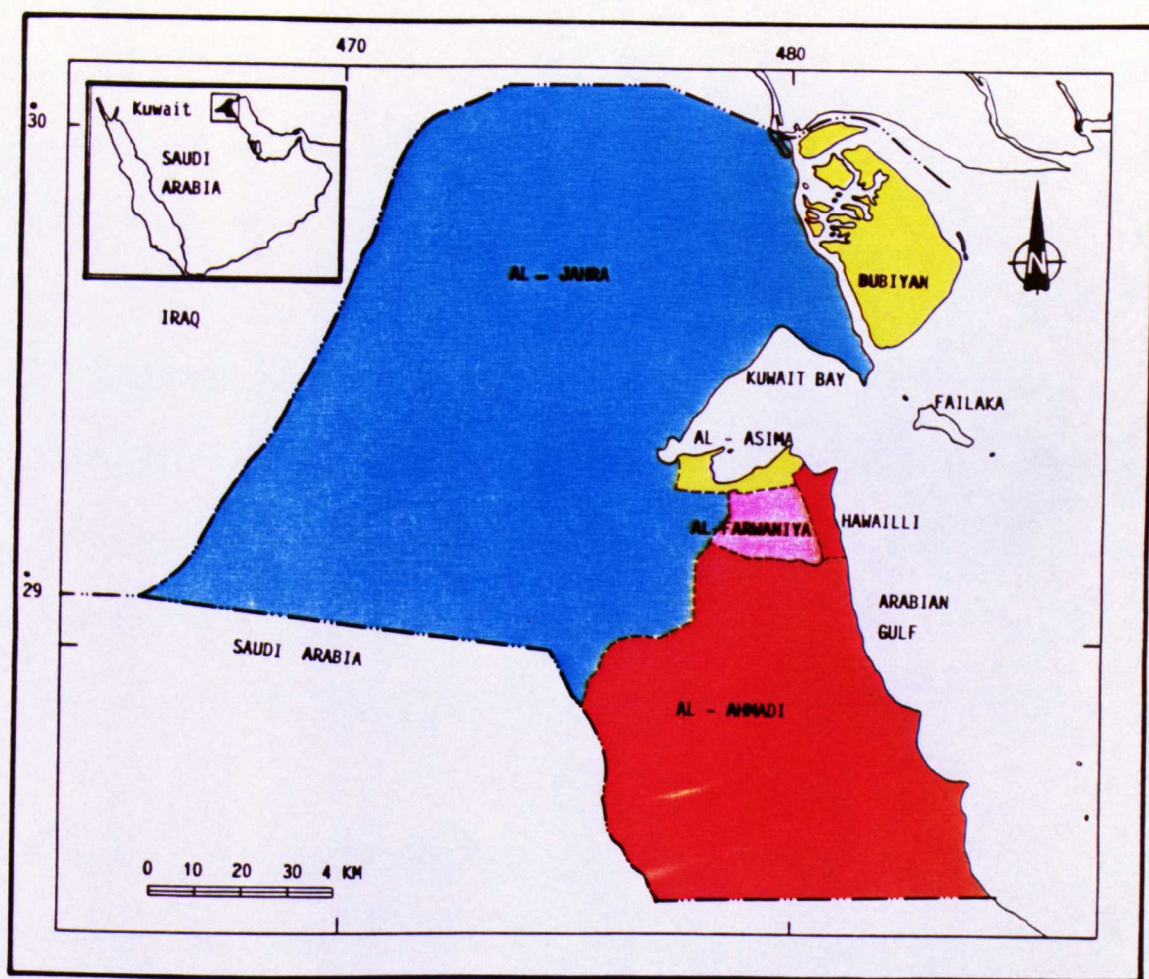 470 480
30°
Kuwait
SAUDI
ARABIA
AL - JAHRA
BUBIYAN
N
IRAQ
KUWAIT BAY
FAILAKA
AL - ASIMA
AL-FARWANIYA
HAWAILLI
29°
ARABIAN
GULF
SAUDI ARABIA
AL - AHMADI
0 10 20 30 4 KM